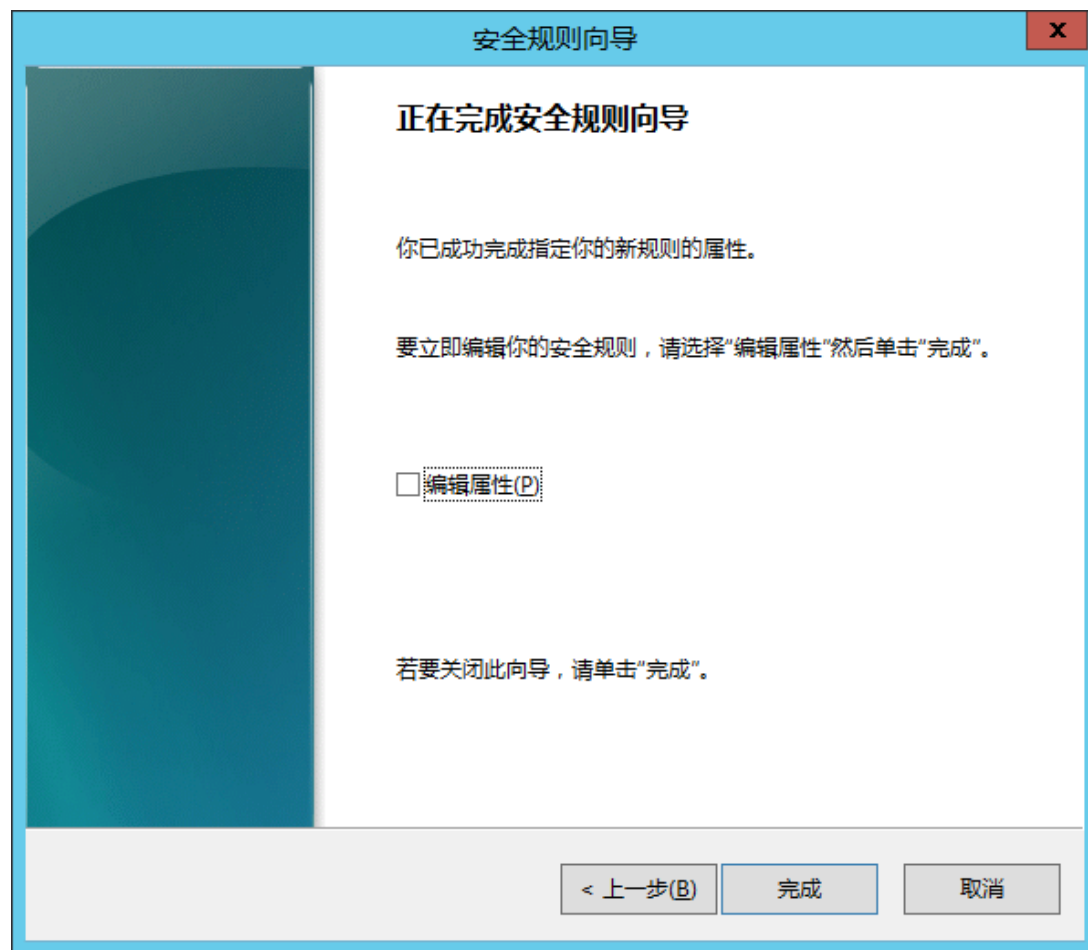 安全规则向导
x
正在完成安全规则向导
你已成功完成指定你的新规则的属性。
要立即编辑你的安全规则，请选择"编辑属性"然后单击"完成"。
编辑属性(P)
若要关闭此向导，请单击"完成"。
< 上一步(B)
完成
取消